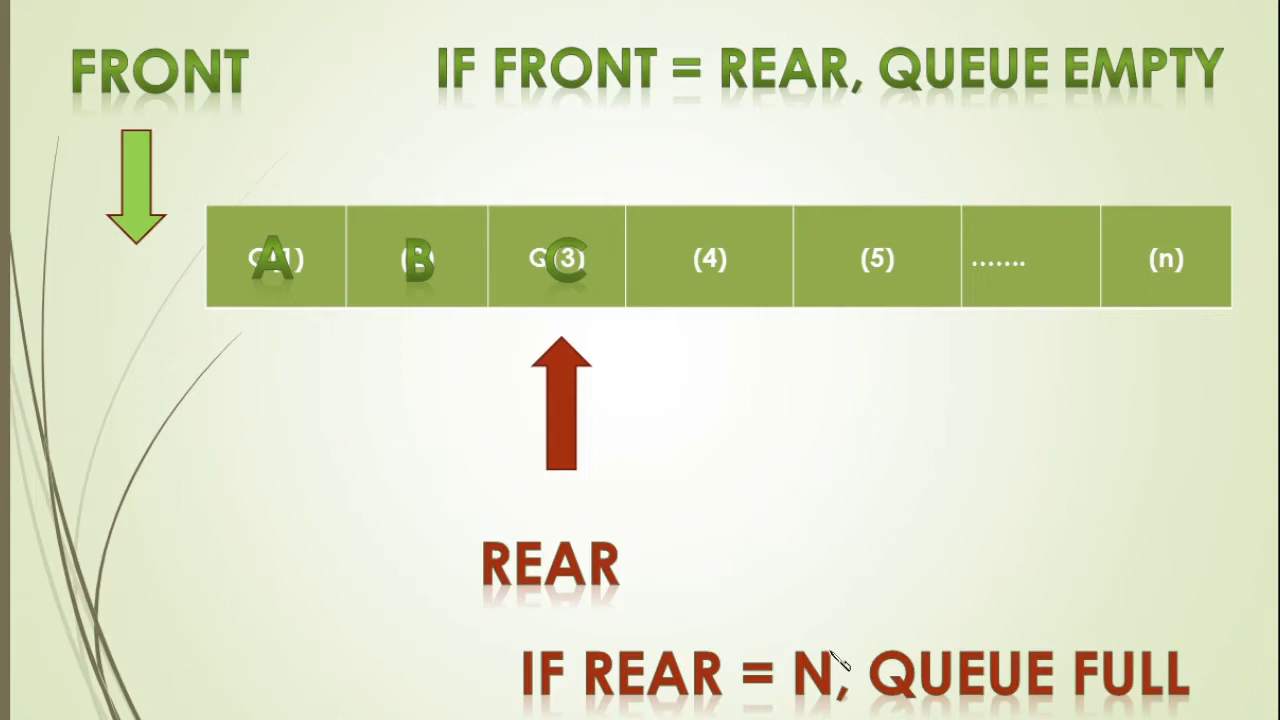 FRONT
IF FRONT = REAR, QUEUE EMPTY
A B C (4) (5) ....... (n)
REAR
IF REAR = N, QUEUE FULL